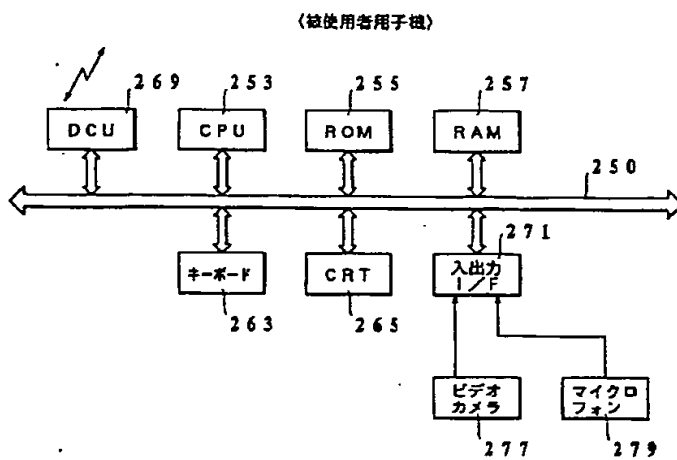 〈被使用者用子機〉
269
253
255
257
DCU
CPU
ROM
RAM
250
271
キーボード
CRT
入出力
I/F
263
265
ビデオ
カメラ
マイクロ
フォン
277
279